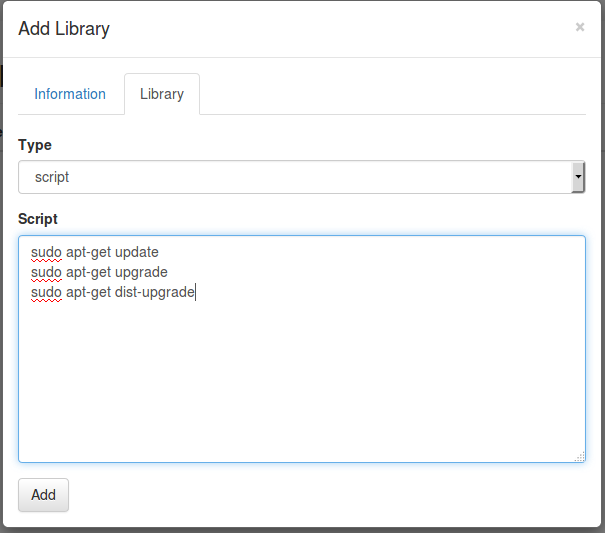 Add Library
×
Information
Library
Type
script
Script
sudo apt-get update
sudo apt-get upgrade
sudo apt-get dist-upgrade
Add